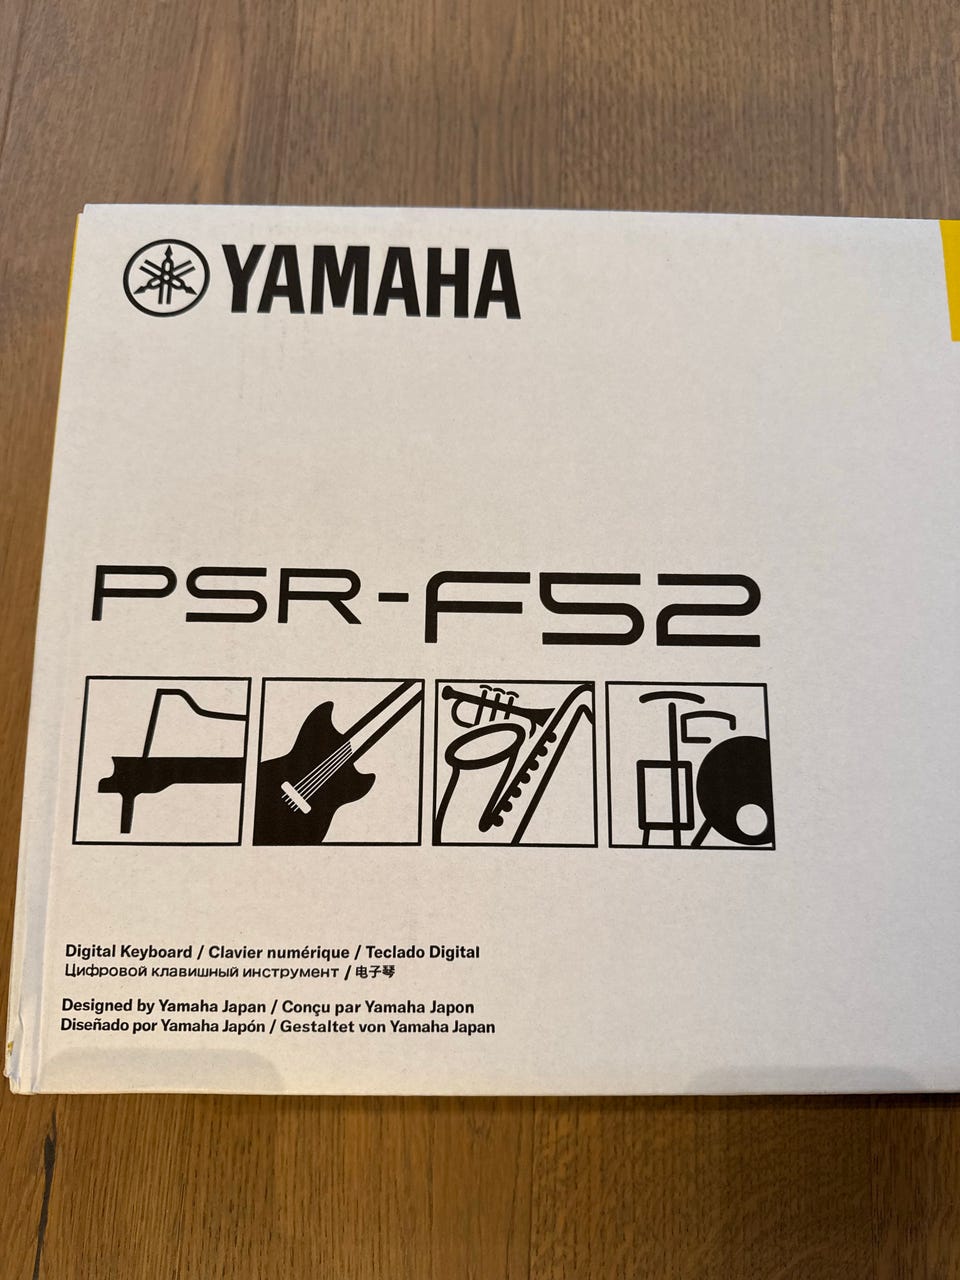 YAMAHA
PSR-F52
Digital Keyboard / Clavier numérique / Teclado Digital
Цифровой клавишный инструмент / 电子琴
Designed by Yamaha Japan / Conçu par Yamaha Japon
Diseñado por Yamaha Japón / Gestaltet von Yamaha Japan